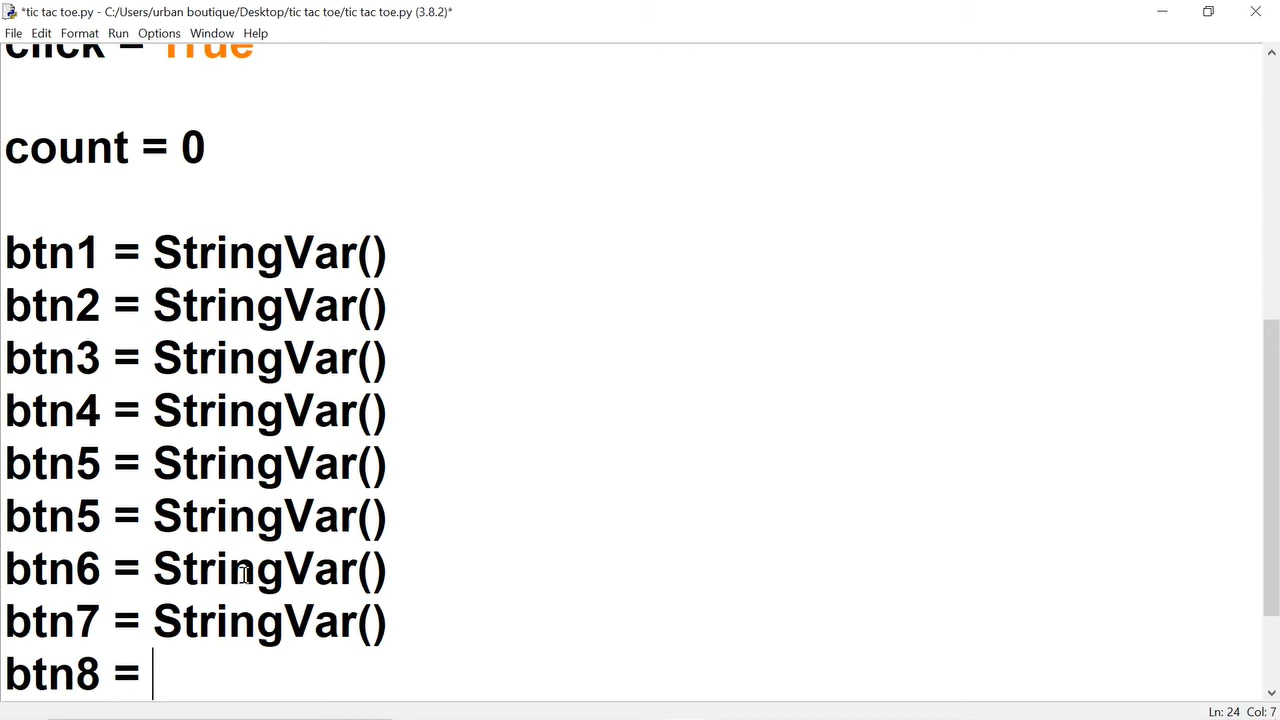 *tic tac toe.py - C:/Users/urban boutique/Desktop/tic tac toe/tic tac toe.py (3.8.2)*
File Edit Format Run Options Window Help
click = True
count = 0
btn1 = StringVar()
btn2 = StringVar()
btn3 = StringVar()
btn4 = StringVar()
btn5 = StringVar()
btn5 = StringVar()
btn6 = StringVar()
btn7 = StringVar()
btn8 =
Ln: 24 Col: 7